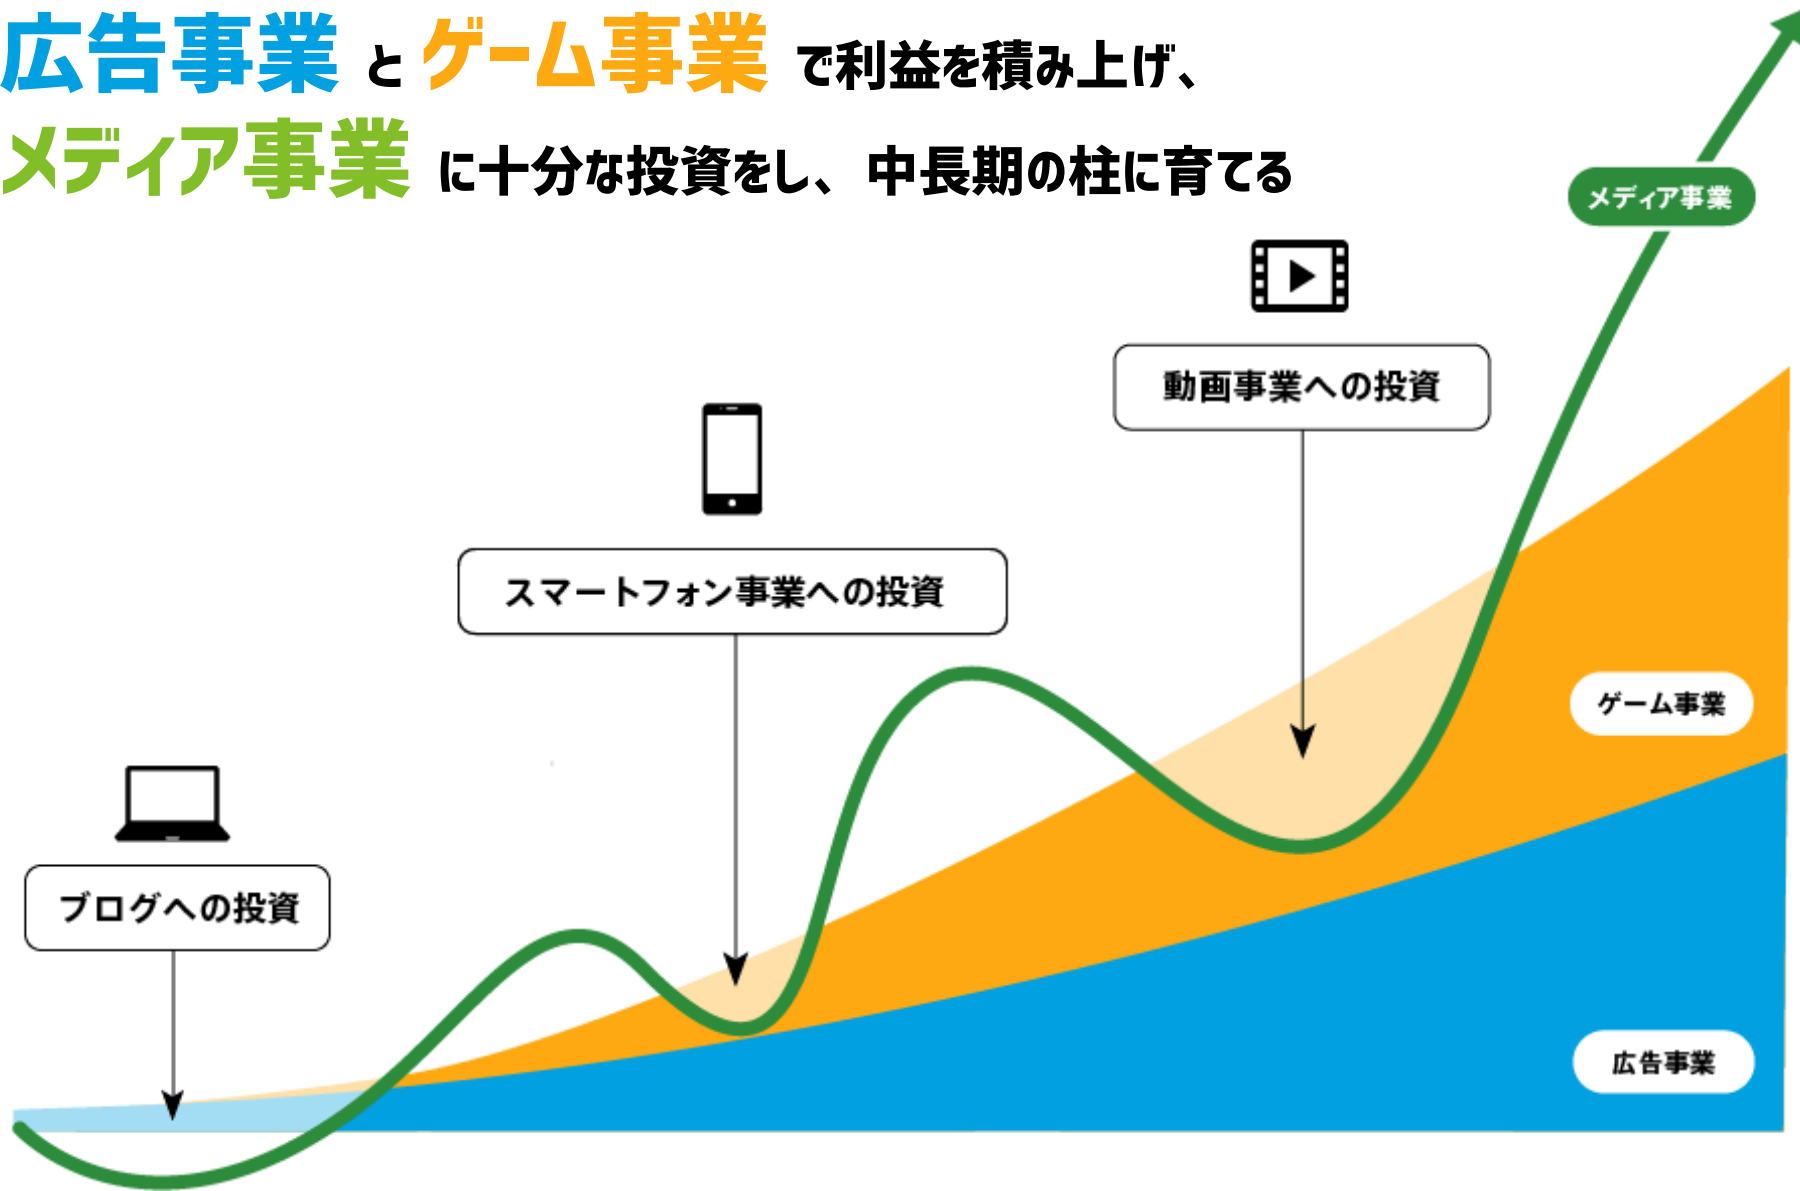 広告事業 と ゲーム事業 で利益を積み上げ、
メディア事業 に十分な投資をし、中長期の柱に育てる
メディア事業
動画事業への投資
スマートフォン事業への投資
ゲーム事業
ブログへの投資
広告事業